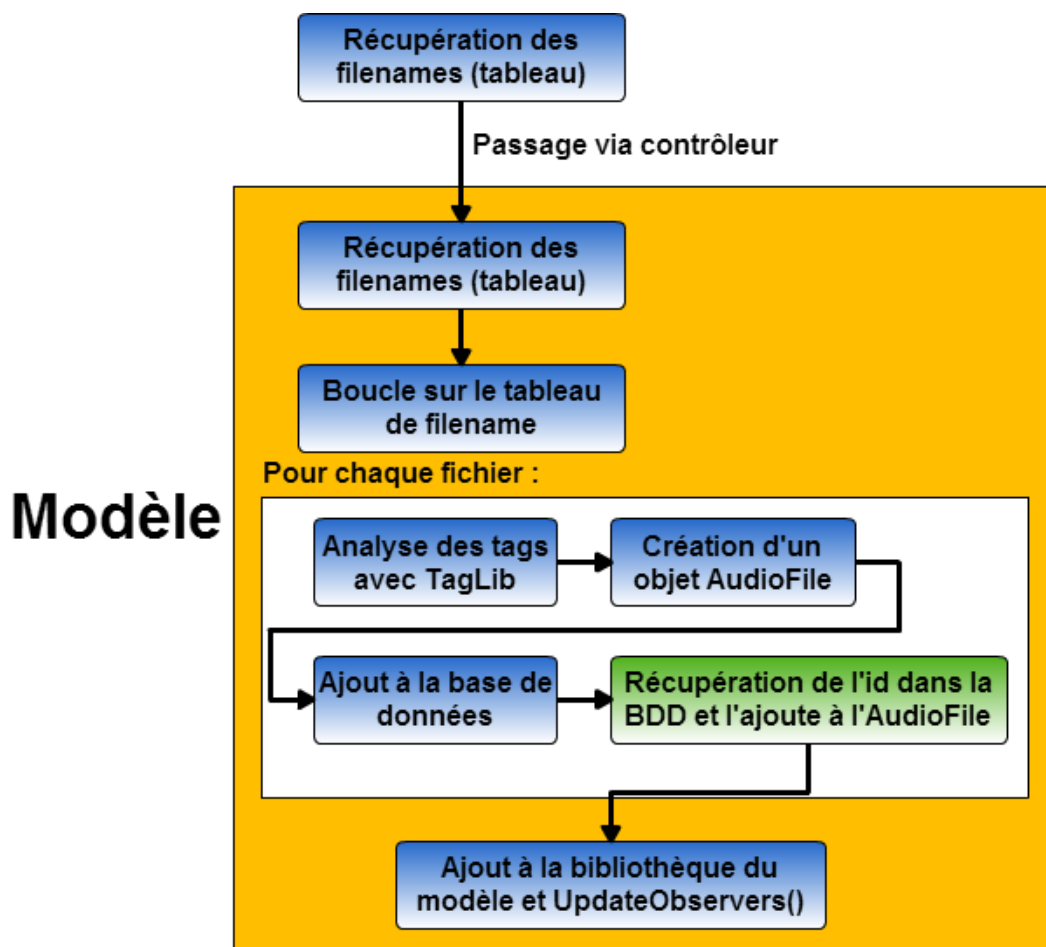 Récupération des
filenames (tableau)
Passage via contrôleur
Récupération des
filenames (tableau)
Boucle sur le tableau
de filename
Pour chaque fichier :
Modèle
Analyse des tags
avec TagLib
Création d'un
objet AudioFile
Ajout à la base de
données
Récupération de l'id dans la
BDD et l'ajoute à l'AudioFile
Ajout à la bibliothèque du
modèle et UpdateObservers()